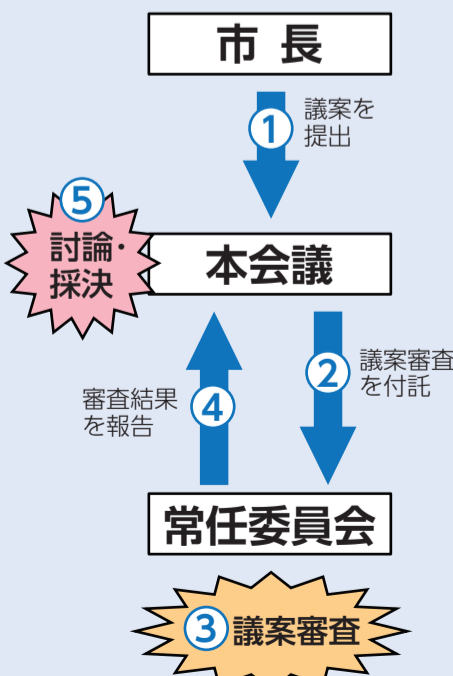 市 長
①
議案を
提出
⑤
討論・
採決
本会議
②
議案審査
を付託
審査結果
を報告
④
常任委員会
③議案審査